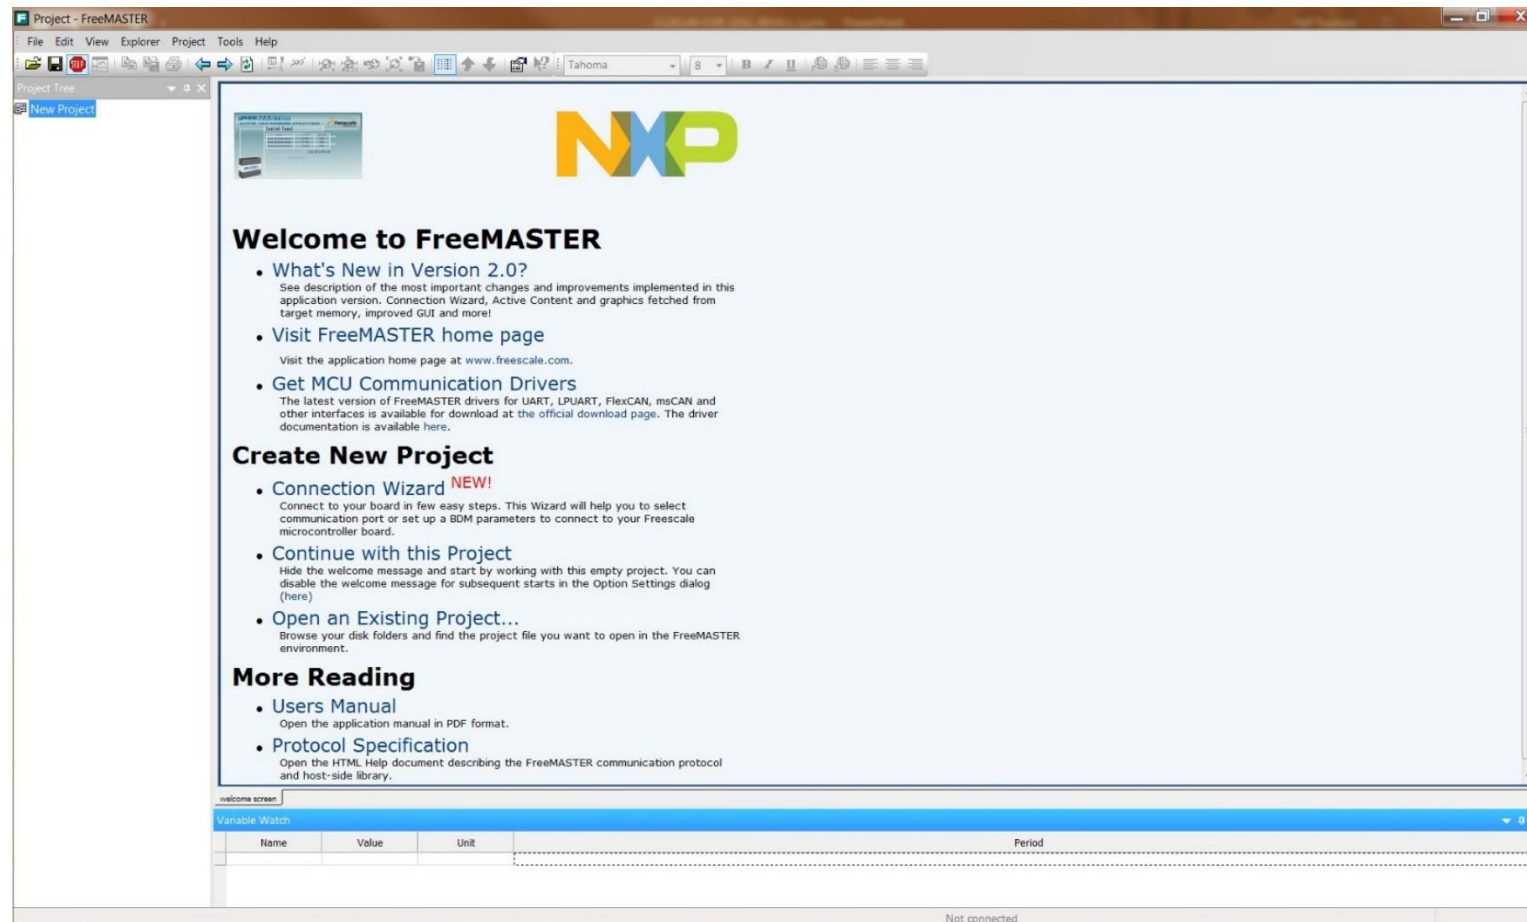 Project - FreeMASTER
File Edit View Explorer Project Tools Help
Tahoma 8 B I U
Project Tree
New Project
NXP
Welcome to FreeMASTER
What's New in Version 2.0?
See description of the most important changes and improvements implemented in this
application version. Connection Wizard, Active Content and graphics fetched from
target memory, improved GUI and more!
Visit FreeMASTER home page
Visit the application home page at www.freescale.com.
Get MCU Communication Drivers
The latest version of FreeMASTER drivers for UART, LPUART, FlexCAN, msCAN and
other interfaces is available for download at the official download page. The driver
documentation is available here.
Create New Project
Connection Wizard NEW!
Connect to your board in few easy steps. This Wizard will help you to select
communication port or set up a BDM parameters to connect to your Freescale
microcontroller board.
Continue with this Project
Hide the welcome message and start by working with this empty project. You can
disable the welcome message for subsequent starts in the Option Settings dialog
(here)
Open an Existing Project...
Browse your disk folders and find the project file you want to open in the FreeMASTER
environment.
More Reading
Users Manual
Open the application manual in PDF format.
Protocol Specification
Open the HTML Help document describing the FreeMASTER communication protocol
and host-side library.
welcome screen
Variable Watch
Name Value Unit Period
Not connected